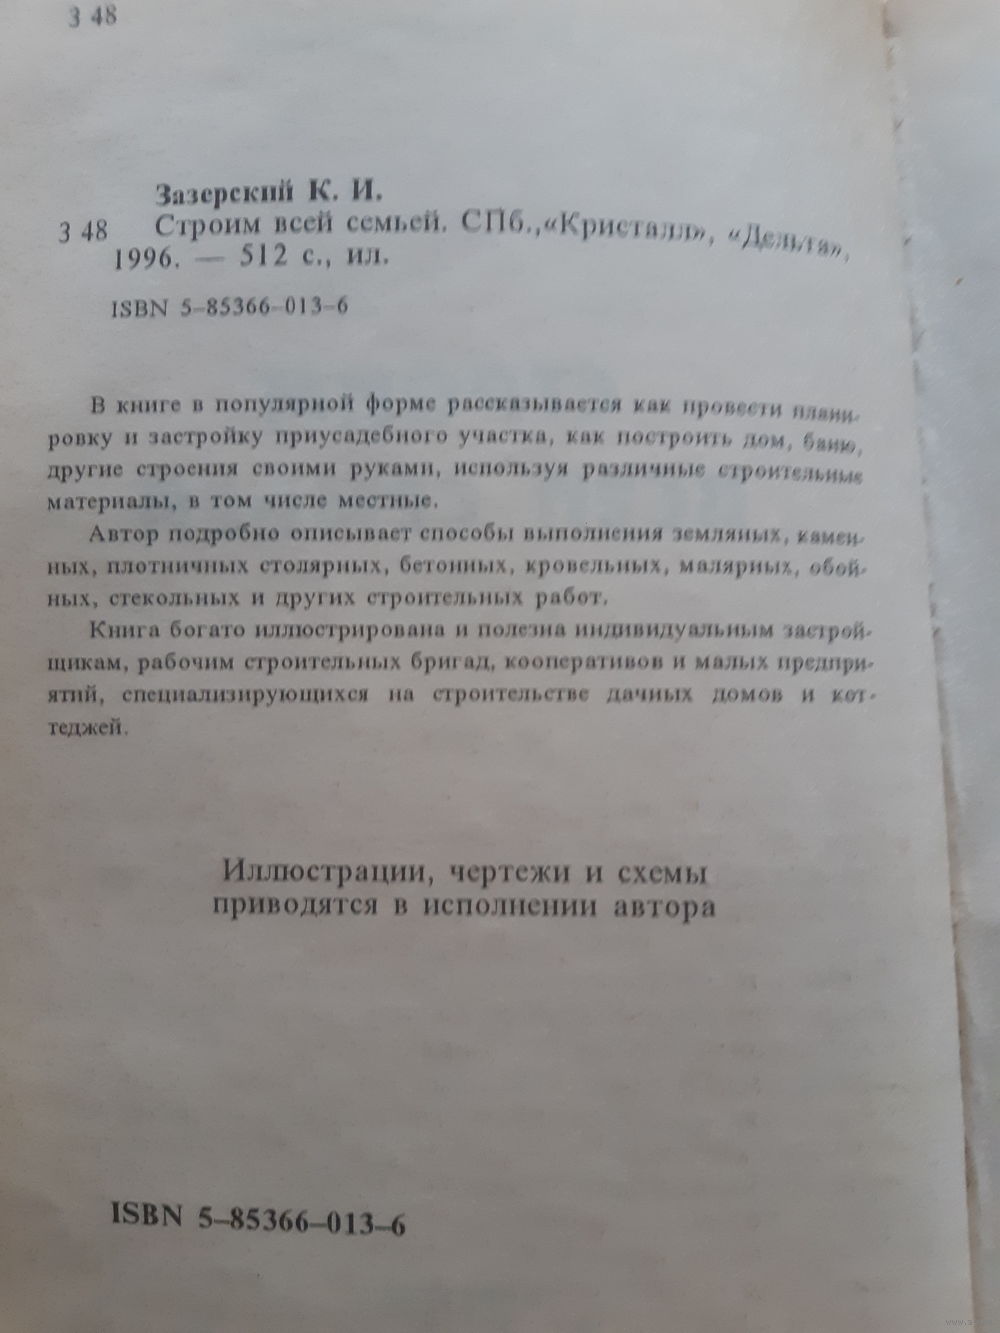 З 48
Зазерский К. И.
З 48 Строим всей семьей. СПб.,«Кристалл», «Дельта»,
1996. — 512 с., ил.
ISBN 5–85366–013–6
В книге в популярной форме рассказывается как провести плани-
ровку и застройку приусадебного участка, как построить дом, баню,
другие строения своими руками, используя различные строительные
материалы, в том числе местные.
Автор подробно описывает способы выполнения земляных, камен-
ных, плотничных столярных, бетонных, кровельных, малярных, обой-
ных, стекольных и других строительных работ.
Книга богато иллюстрирована и полезна индивидуальным застрой-
щикам, рабочим строительных бригад, кооперативов и малых предпри-
ятий, специализирующихся на строительстве дачных домов и кот-
теджей.
Иллюстрации, чертежи и схемы
приводятся в исполнении автора
ISBN 5–85366–013–6